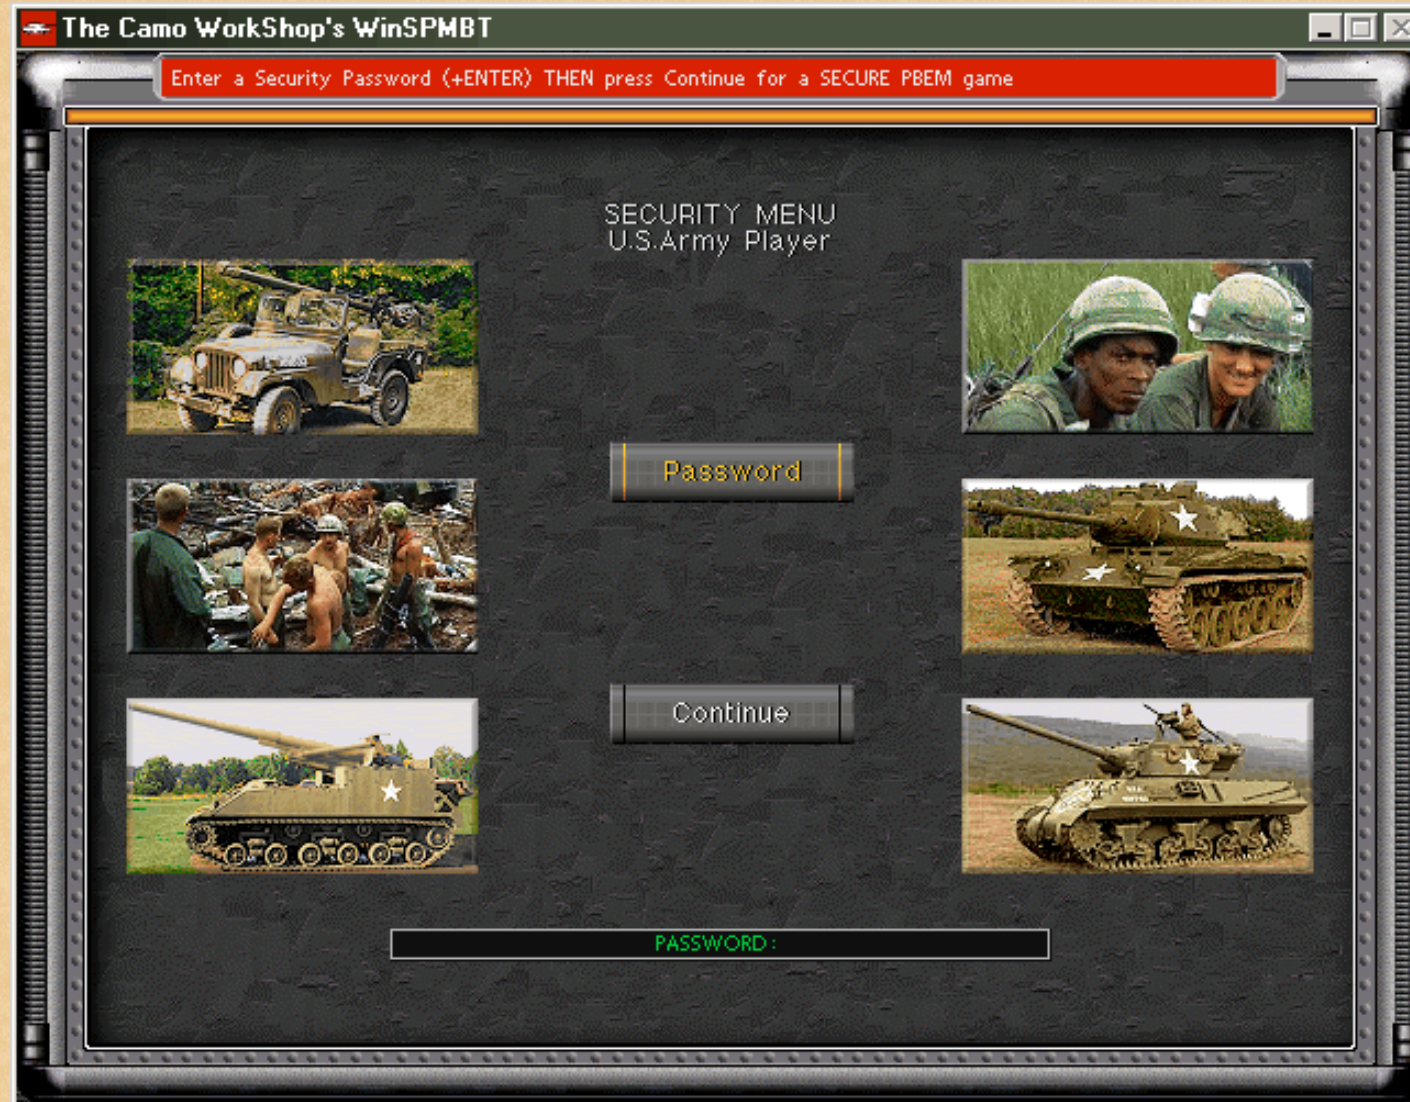 The Camo WorkShop's WinSPMBT
Enter a Security Password (+ENTER) THEN press Continue for a SECURE PBEM game
SECURITY MENU
U.S.Army Player
Password
Continue
PASSWORD: